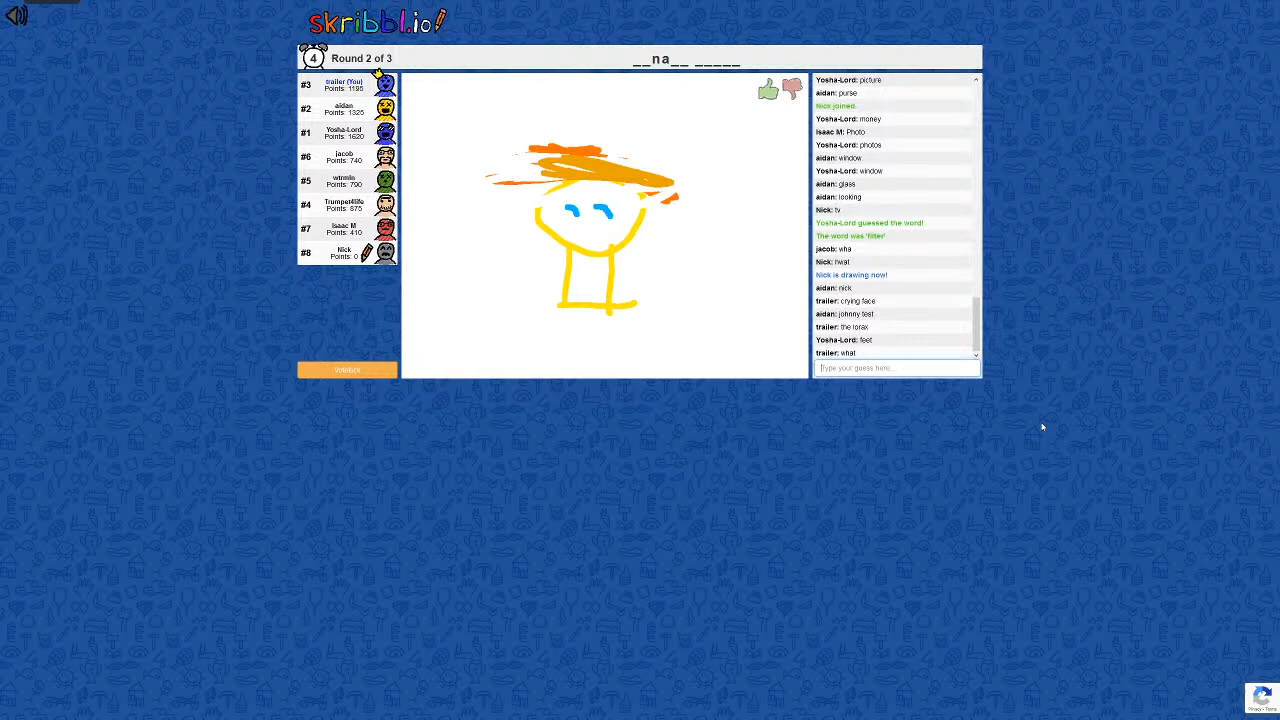 skribbl.io
4
Round 2 of 3
__na__ _____
#3
trailer (You)
Points: 1195
#2
aidan
Points: 1325
#1
Yosha-Lord
Points: 1620
#6
jacob
Points: 740
#5
wtrmln
Points: 790
#4
Trumpet4life
Points: 875
#7
Isaac M
Points: 410
#8
Nick
Points: 0
Votekick
Yosha-Lord: picture
aidan: purse
Nick joined.
Yosha-Lord: money
Isaac M: Photo
Yosha-Lord: photos
aidan: window
Yosha-Lord: window
aidan: glass
aidan: looking
Nick: tv
Yosha-Lord guessed the word!
The word was 'filter'
jacob: wha
Nick: hwat
Nick is drawing now!
aidan: nick
trailer: crying face
aidan: johnny test
trailer: the lorax
Yosha-Lord: feet
trailer: what
Type your guess here...
Privacy - Terms